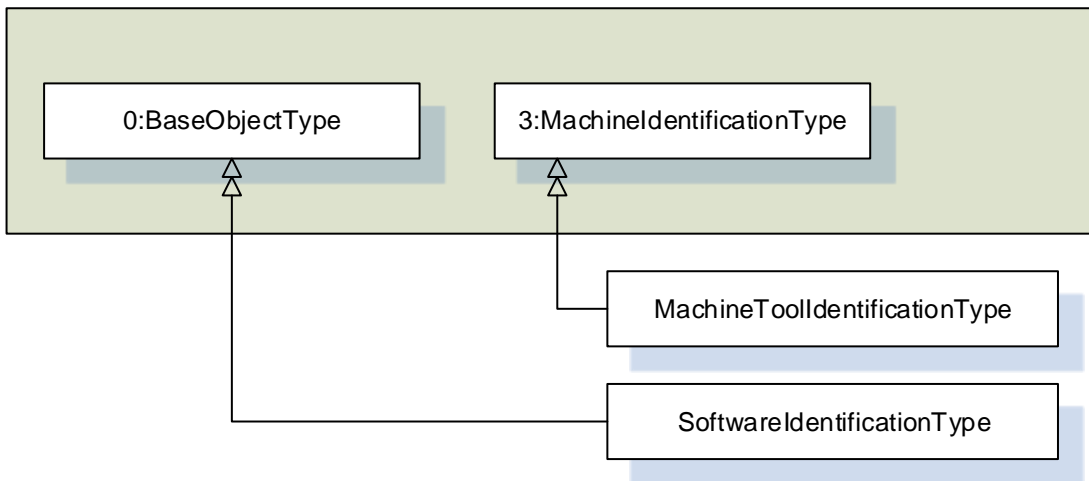 0:BaseObjectType
3:MachineIdentificationType
MachineToolIdentificationType
SoftwareIdentificationType